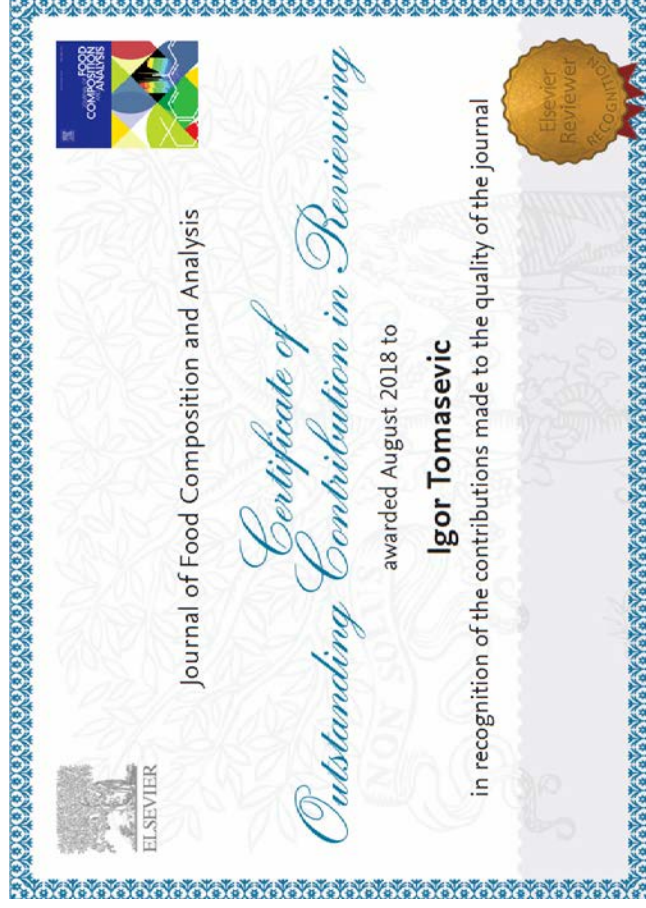 ELSEVIER
FOOD
COMPOSITION
AND ANALYSIS
Journal of Food Composition and Analysis
Certificate of
Outstanding Contribution in Reviewing
awarded August 2018 to
Igor Tomasevic
in recognition of the contributions made to the quality of the journal
Elsevier
Reviewer
RECOGNITION
NON SOLUS